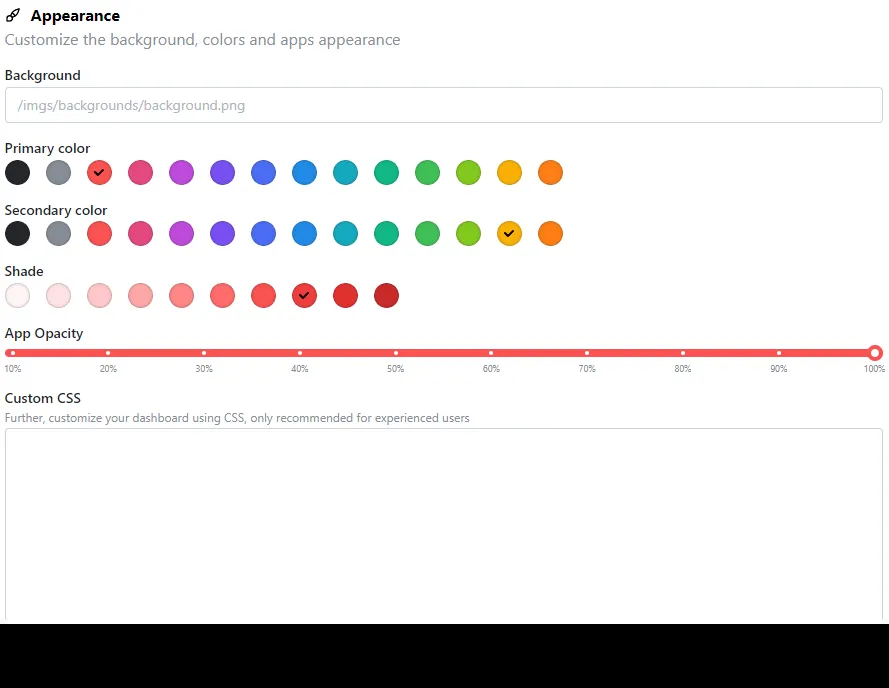 Appearance
Customize the background, colors and apps appearance
Background
/imgs/backgrounds/background.png
Primary color
Secondary color
Shade
App Opacity
10% 20% 30% 40% 50% 60% 70% 80% 90% 100%
Custom CSS
Further, customize your dashboard using CSS, only recommended for experienced users